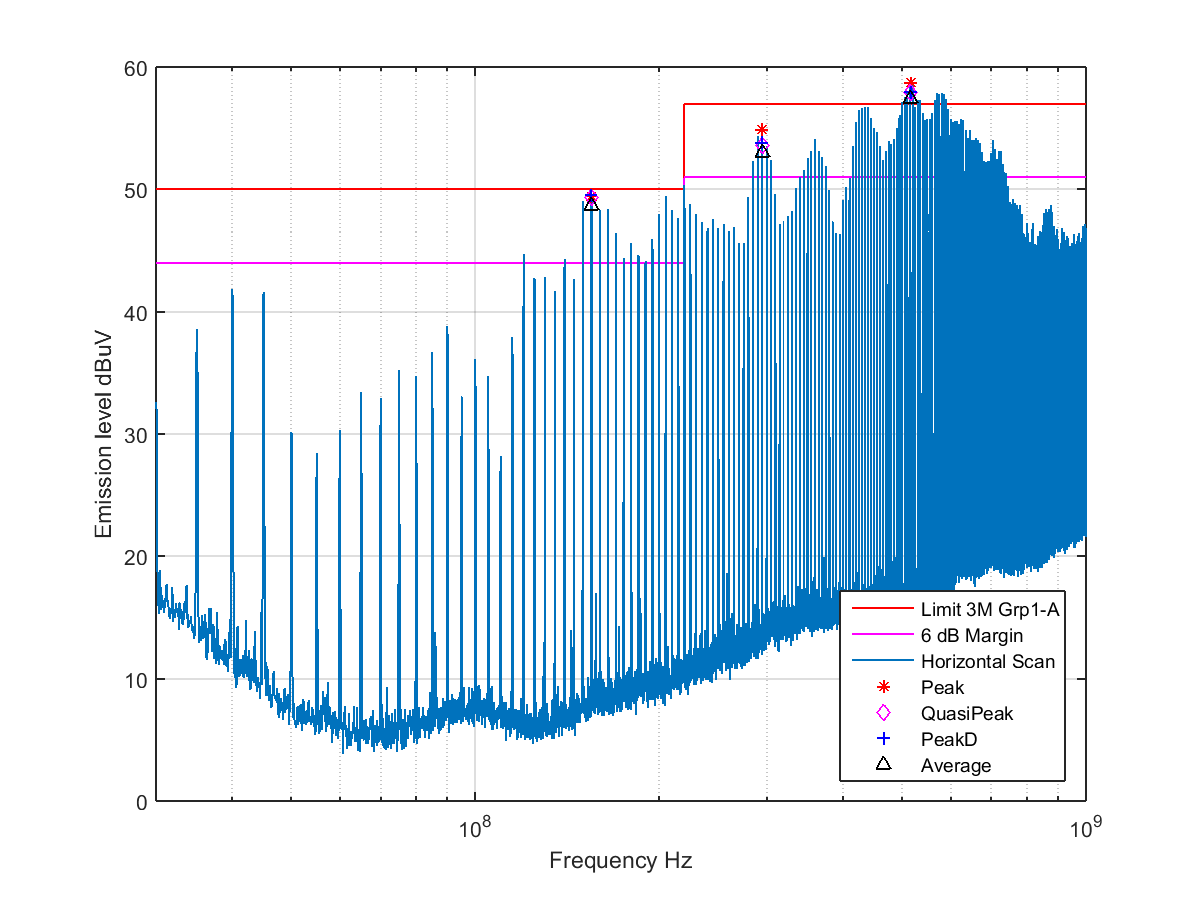 60
50
40
30
20
10
0
Emission level dBuV
10^8
10^9
Frequency Hz
Limit 3M Grp1-A
6 dB Margin
Horizontal Scan
Peak
QuasiPeak
PeakD
Average